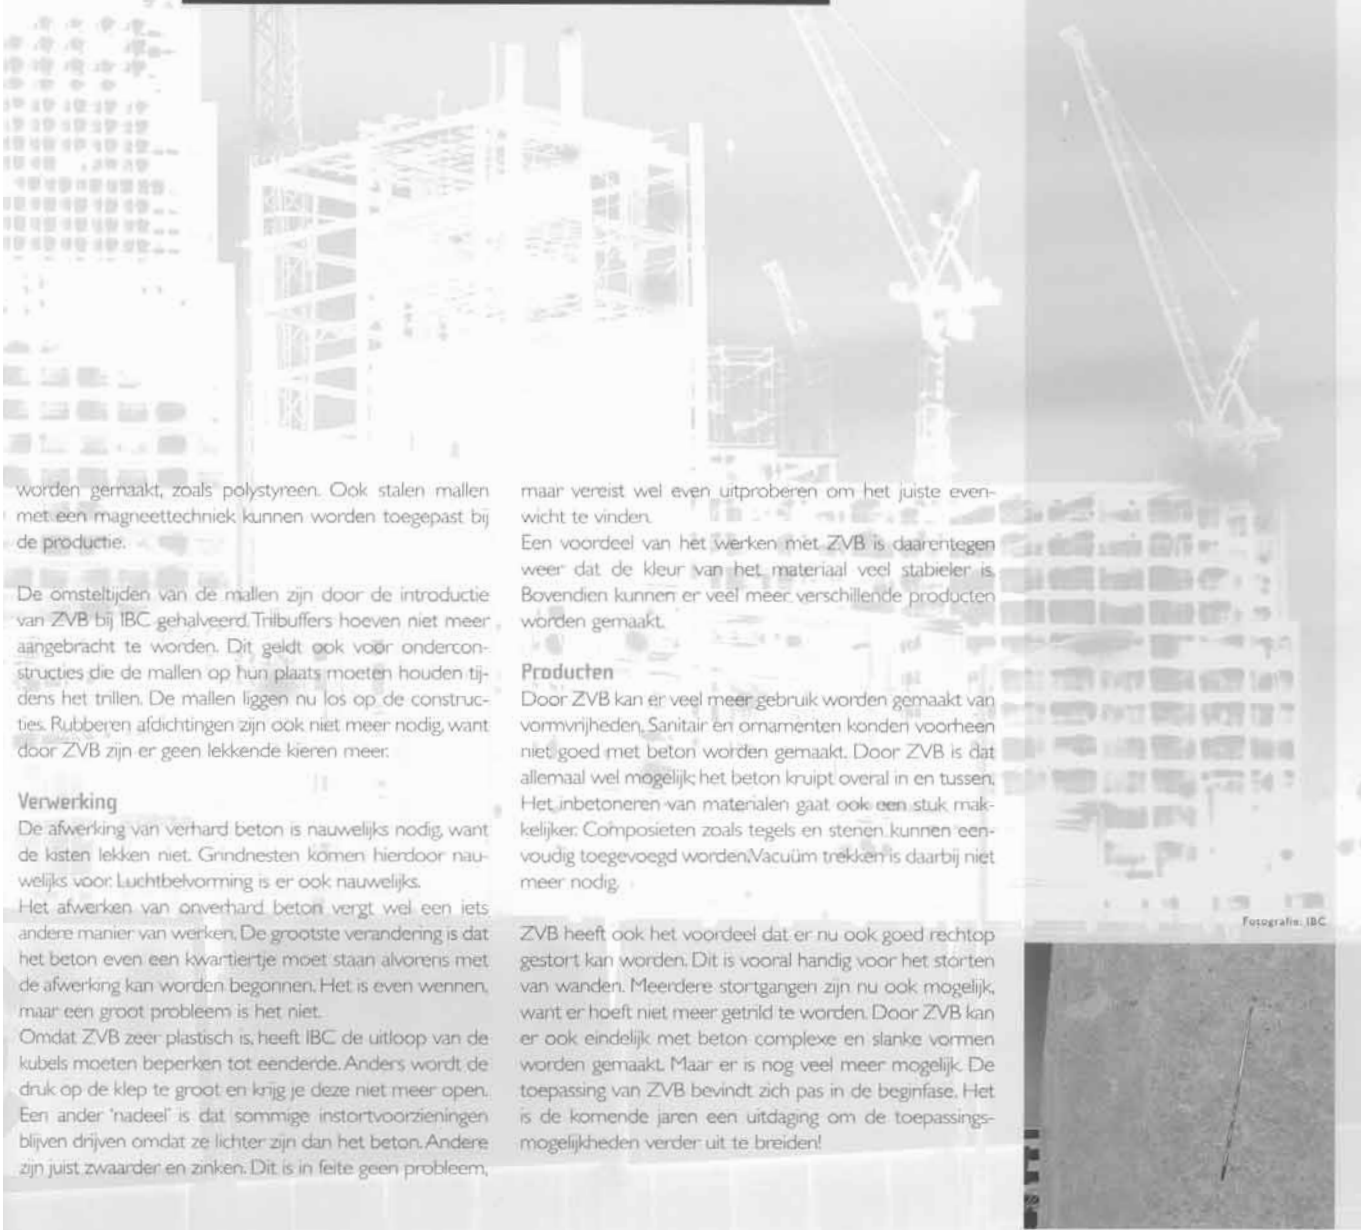 worden gemaakt, zoals polystyreen. Ook stalen mallen
met een magneettechniek kunnen worden toegepast bij
de productie.
De omsteltijden van de mallen zijn door de introductie
van ZVB bij IBC gehalveerd. Trilbuffers hoeven niet meer
aangebracht te worden. Dit geldt ook voor ondercon-
structies die de mallen op hun plaats moeten houden tij-
dens het trillen. De mallen liggen nu los op de construc-
ties. Rubberen afdichtingen zijn ook niet meer nodig, want
door ZVB zijn er geen lekkende kieren meer.
Verwerking
De afwerking van verhard beton is nauwelijks nodig, want
de kisten lekken niet. Grindnesten komen hierdoor nau-
welijks voor. Luchtbelvorming is er ook nauwelijks.
Het afwerken van onverhard beton vergt wel een iets
andere manier van werken. De grootste verandering is dat
het beton even een kwartiertje moet staan alvorens met
de afwerking kan worden begonnen. Het is even wennen,
maar een groot probleem is het niet.
Omdat ZVB zeer plastisch is, heeft IBC de uitloop van de
kubels moeten beperken tot eenderde. Anders wordt de
druk op de klep te groot en krijg je deze niet meer open.
Een ander 'nadeel' is dat sommige instortvoorzieningen
blijven drijven omdat ze lichter zijn dan het beton. Andere
zijn juist zwaarder en zinken. Dit is in feite geen probleem,
maar vereist wel even uitproberen om het juiste even-
wicht te vinden.
Een voordeel van het werken met ZVB is daarentegen
weer dat de kleur van het materiaal veel stabieler is.
Bovendien kunnen er veel meer verschillende producten
worden gemaakt.
Producten
Door ZVB kan er veel meer gebruik worden gemaakt van
vormvrijheden. Sanitair en ornamenten konden voorheen
niet goed met beton worden gemaakt. Door ZVB is dat
allemaal wel mogelijk; het beton kruipt overal in en tussen.
Het inbetoneren van materialen gaat ook een stuk mak-
kelijker. Composieten zoals tegels en stenen kunnen een-
voudig toegevoegd worden. Vacuüm trekken is daarbij niet
meer nodig.
ZVB heeft ook het voordeel dat er nu ook goed rechtop
gestort kan worden. Dit is vooral handig voor het storten
van wanden. Meerdere stortgangen zijn nu ook mogelijk,
want er hoeft niet meer getrild te worden. Door ZVB kan
er ook eindelijk met beton complexe en slanke vormen
worden gemaakt. Maar er is nog veel meer mogelijk. De
toepassing van ZVB bevindt zich pas in de beginfase. Het
is de komende jaren een uitdaging om de toepassings-
mogelijkheden verder uit te breiden!
Fotografie: IBC